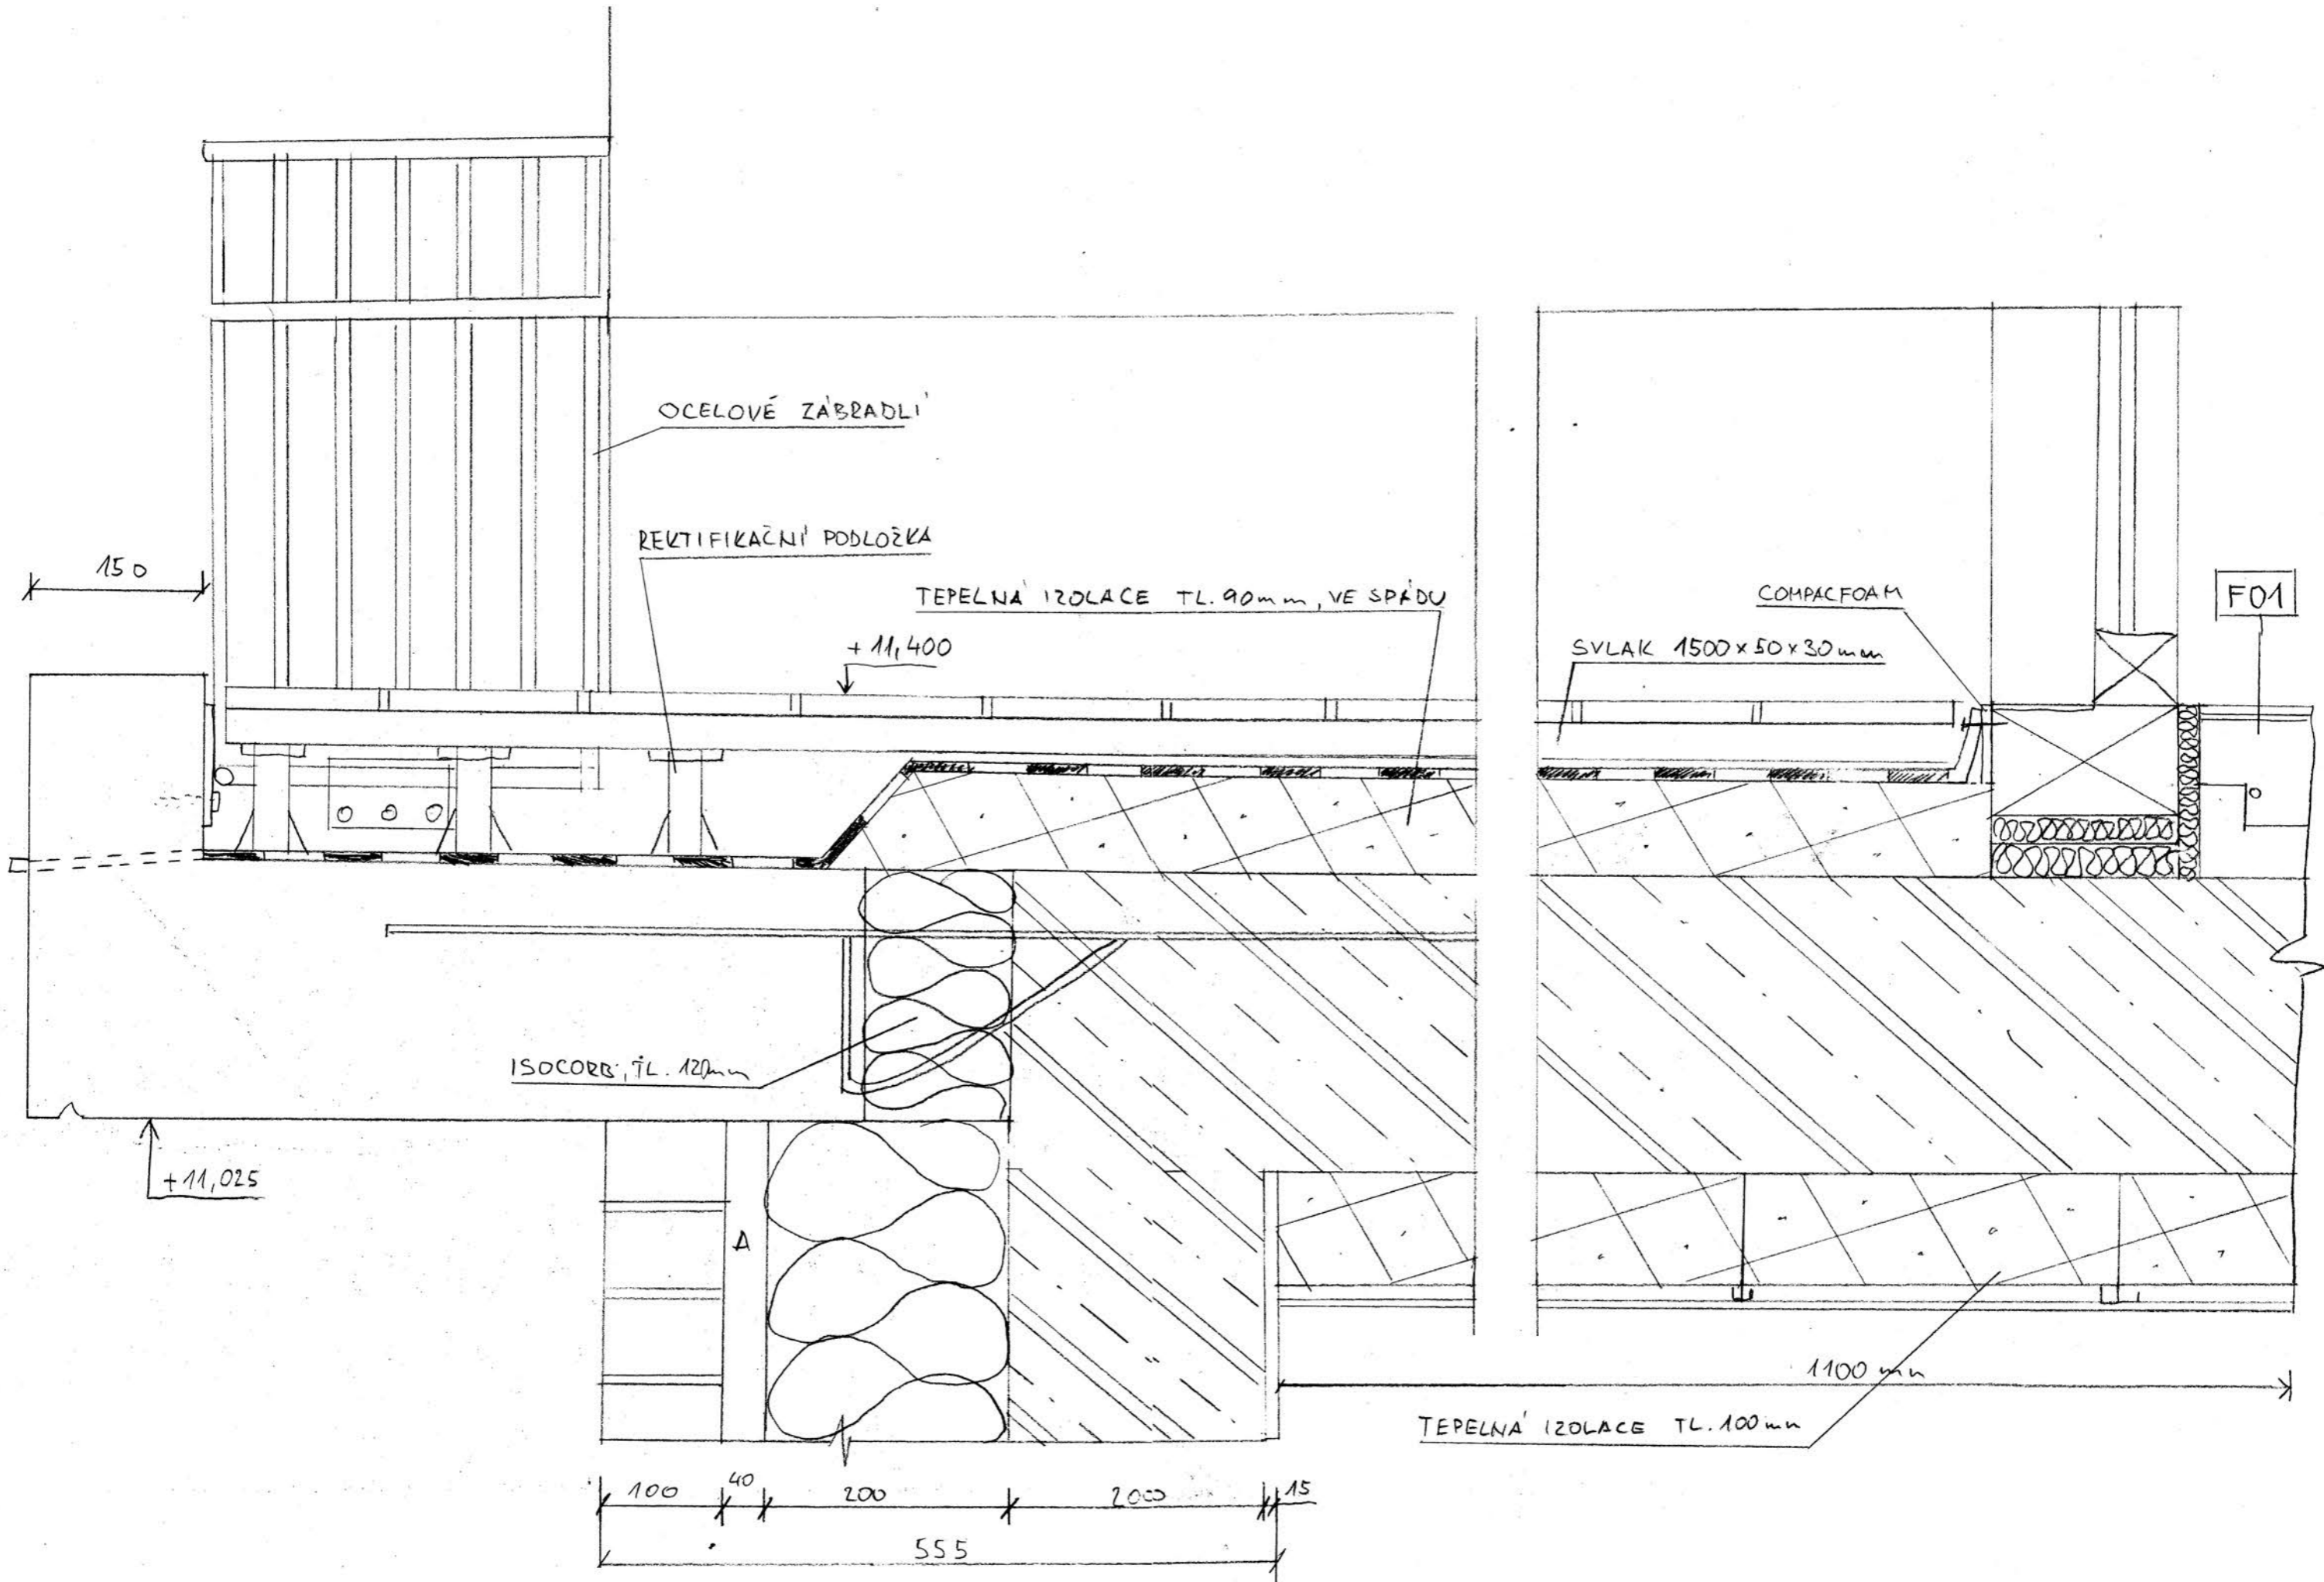 OCELOVÉ ZÁBRADLÍ
REKTIFIKAČNÍ PODLOŽKA
150
TEPELNÁ IZOLACE TL. 90mm, VE SPÁDU
COMPACFOAM
F01
+11,400
SVLAK 1500x50x30mm
ISOCORB, TL. 120mm
+11,025
A
1100 mm
TEPELNÁ IZOLACE TL. 100mm
100
40
200
2000
15
555